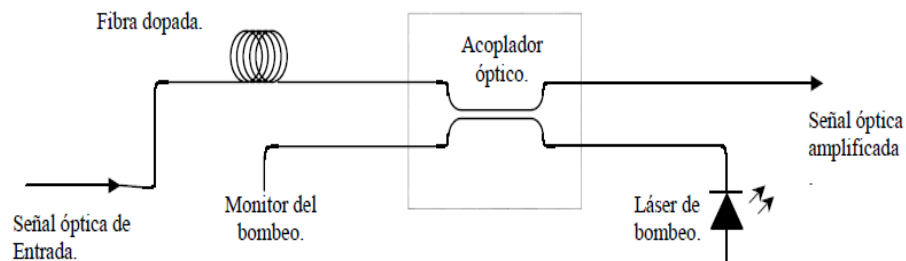 Fibra dopada.
Acoplador
óptico.
Señal óptica
amplificada
.
Monitor del
bombeo.
Láser de
bombeo.
Señal óptica de
Entrada.